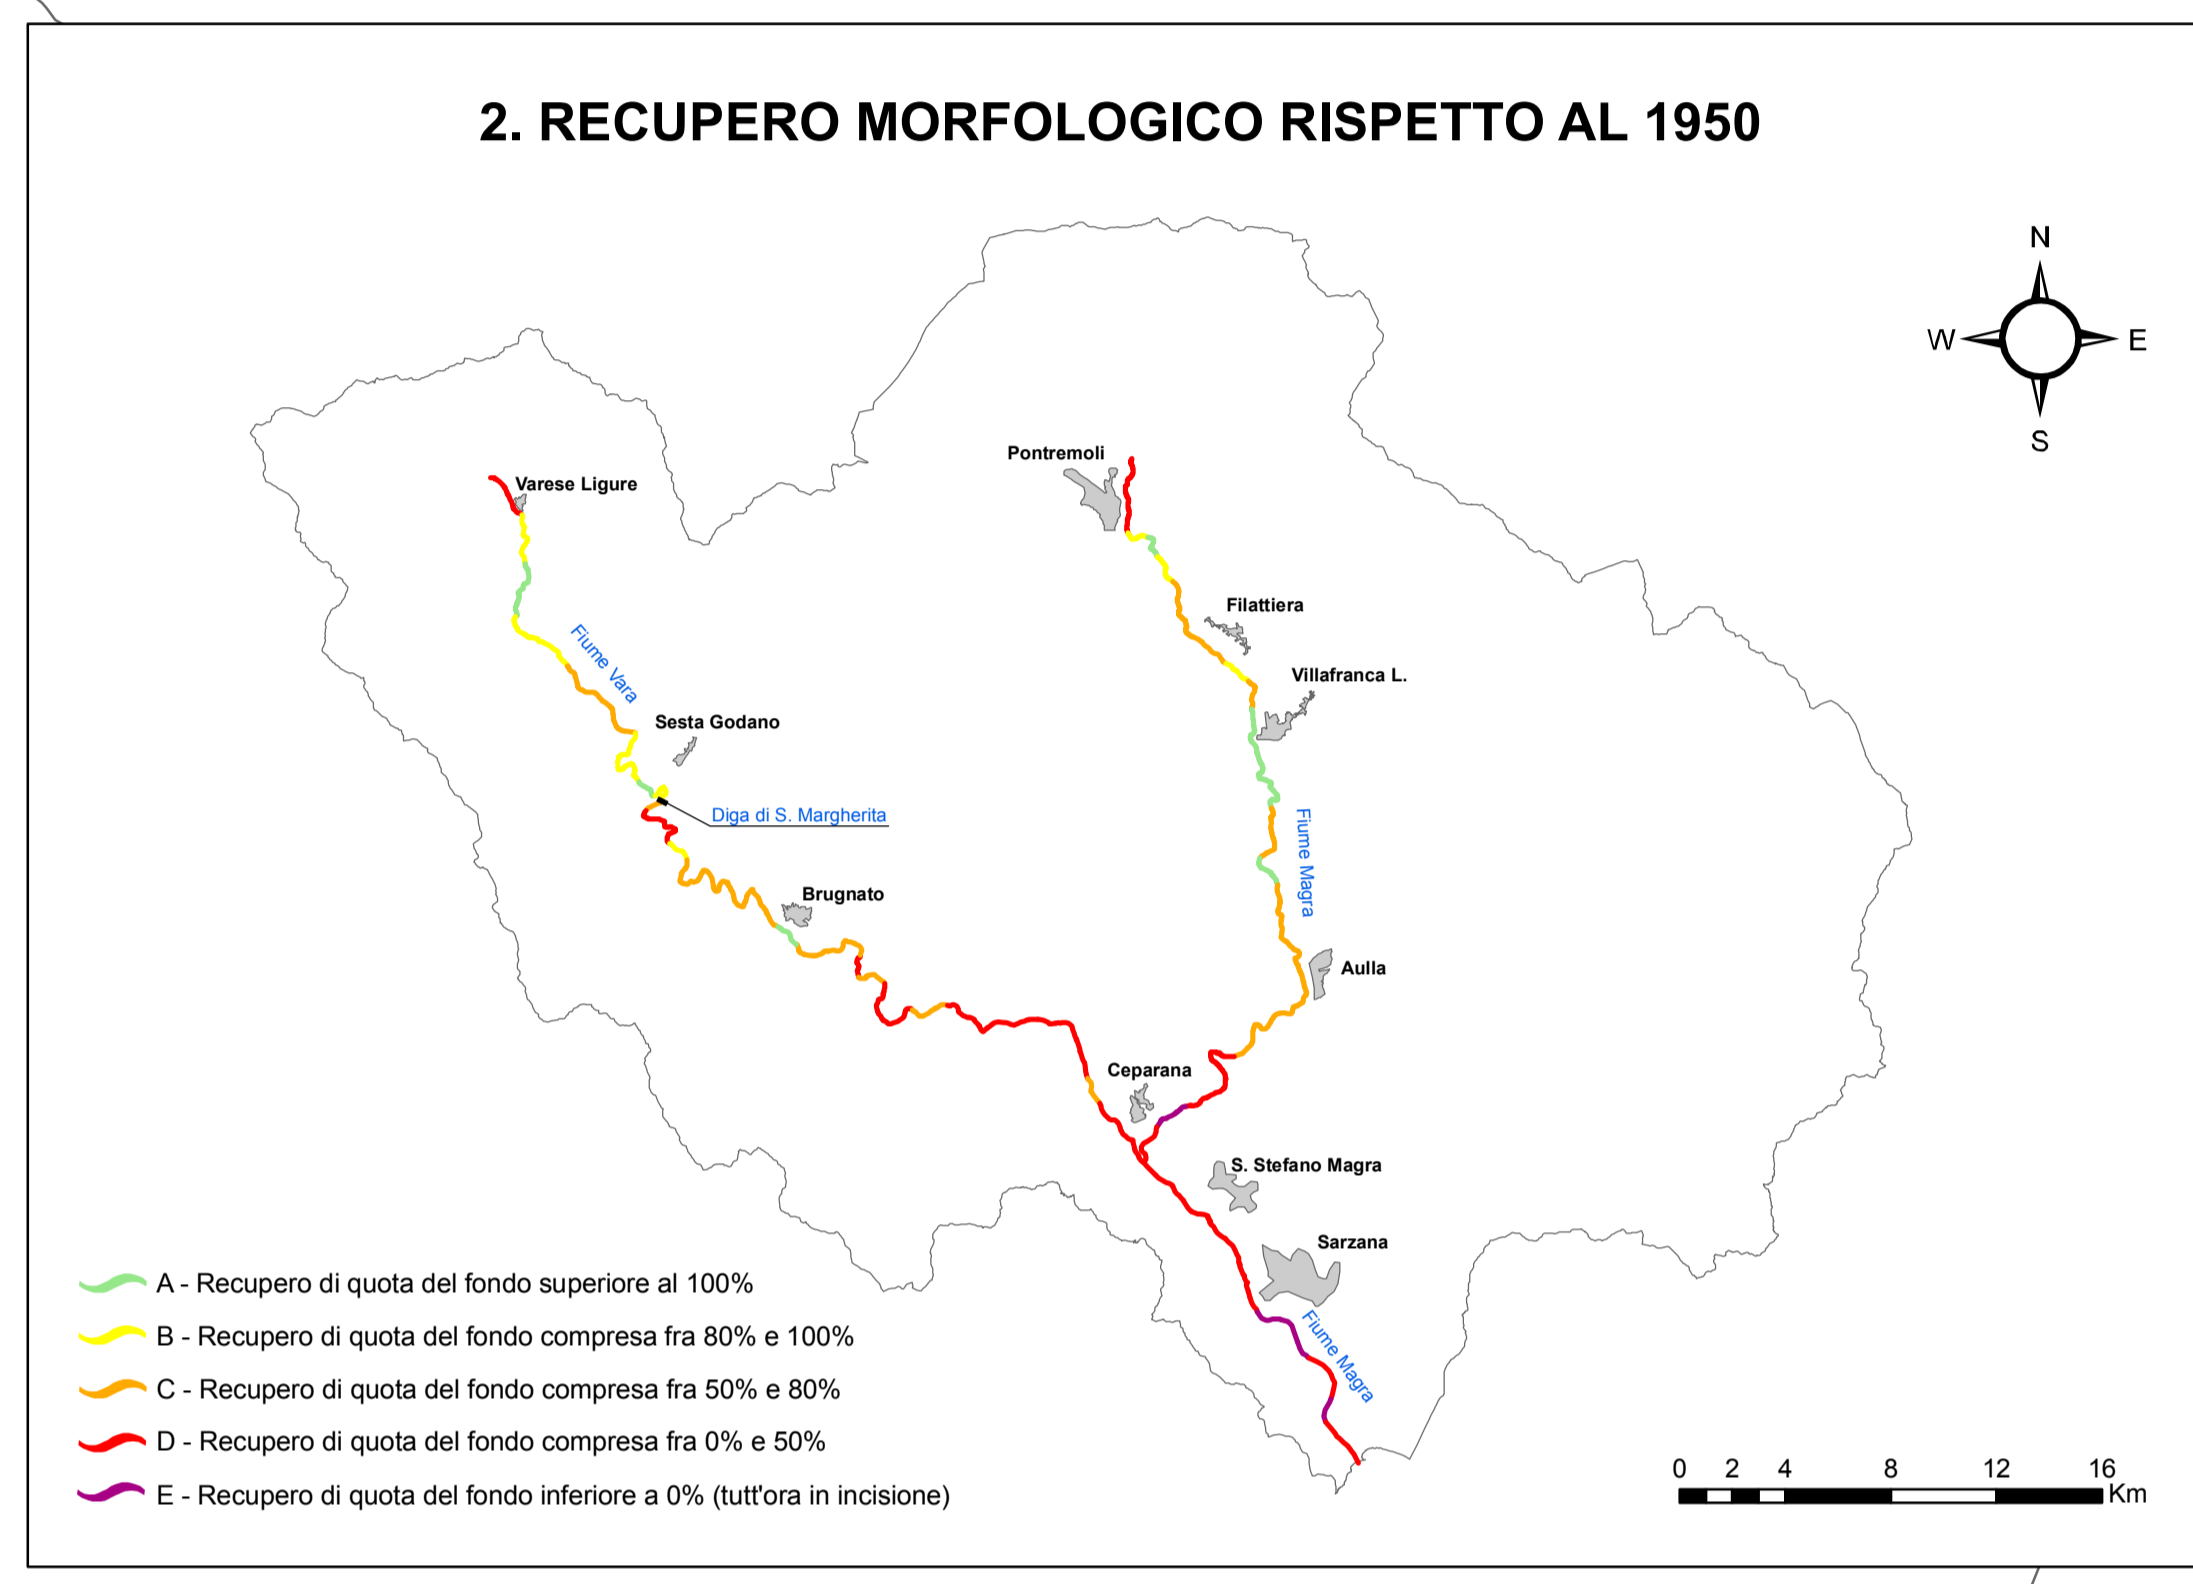 2. RECUPERO MORFOLOGICO RISPETTO AL 1950
N
W
E
S
Pontremoli
Varese Ligure
Filattiera
Fiume Vara
Villafranca L.
Sesta Godano
Diga di S. Margherita
Fiume Magra
Brugnato
Aulla
Ceparana
S. Stefano Magra
Sarzana
Fiume Magra
A - Recupero di quota del fondo superiore al 100%
B - Recupero di quota del fondo compresa fra 80% e 100%
C - Recupero di quota del fondo compresa fra 50% e 80%
D - Recupero di quota del fondo compresa fra 0% e 50%
E - Recupero di quota del fondo inferiore a 0% (tutt'ora in incisione)
0 2 4 8 12 16
Km